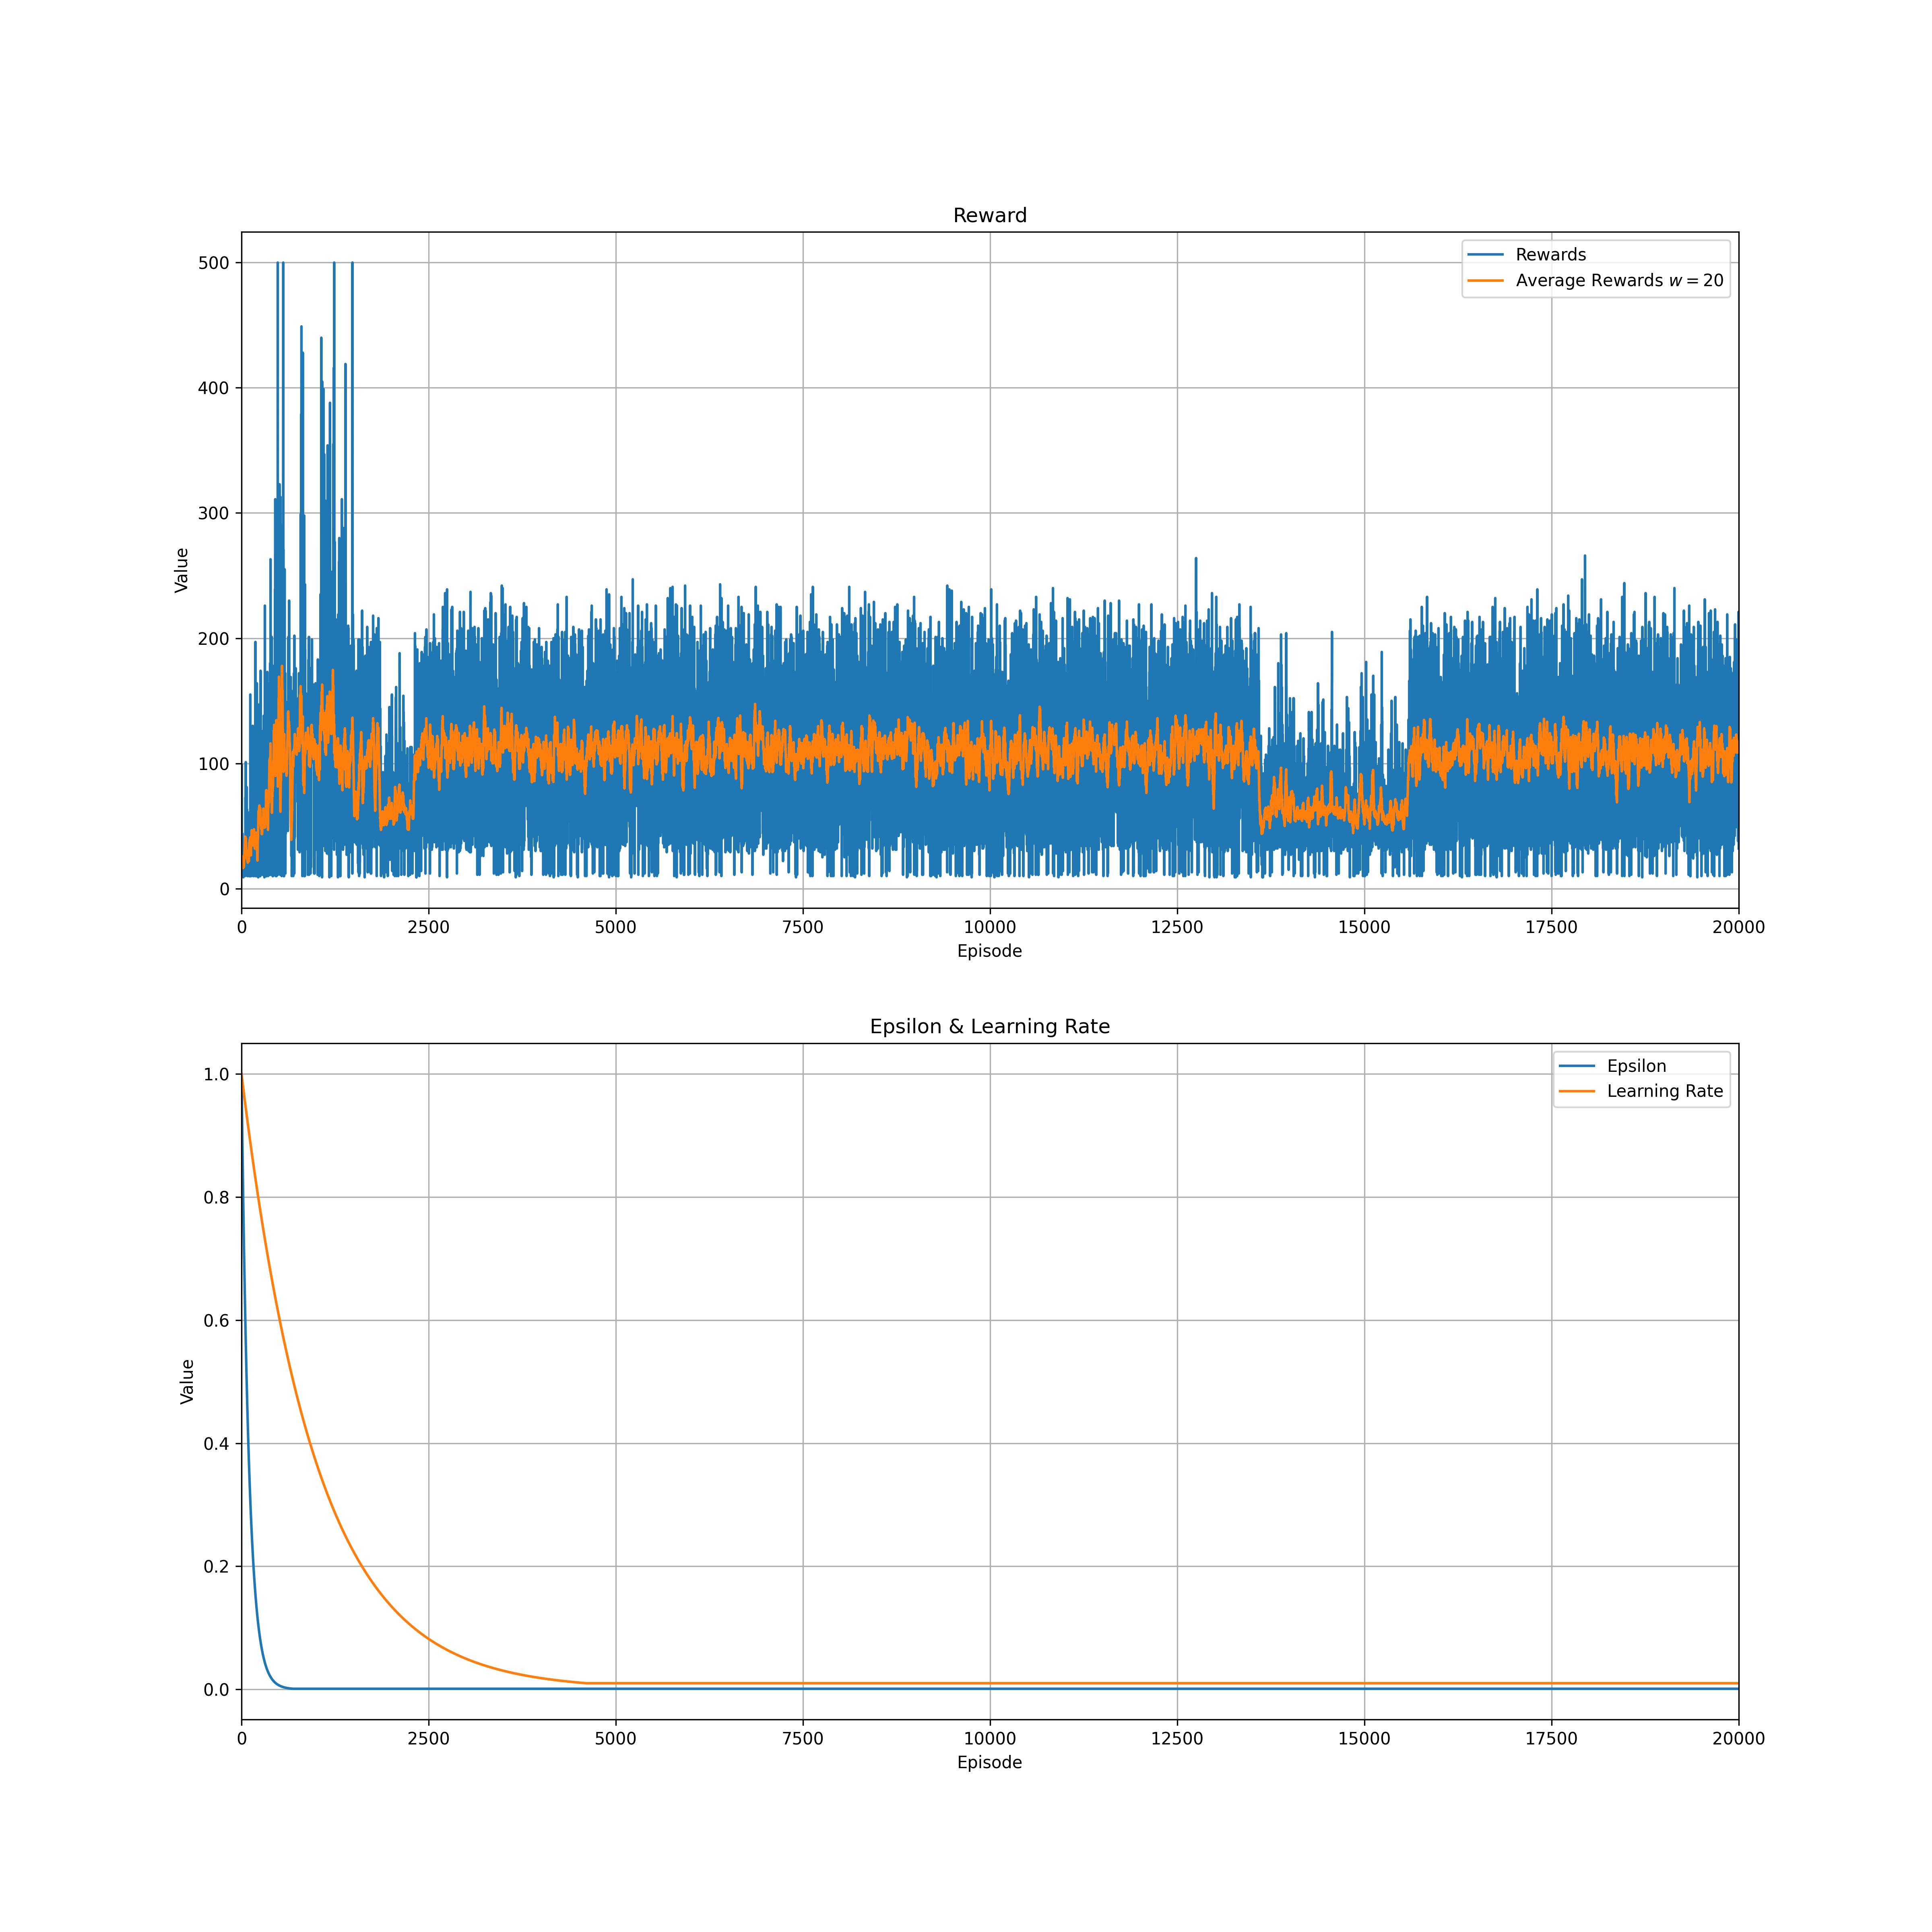 Reward
Rewards
Average Rewards w = 20
500
400
300
200
100
0
Value
0 2500 5000 7500 10000 12500 15000 17500 20000
Episode
Epsilon & Learning Rate
Epsilon
Learning Rate
1.0
0.8
0.6
0.4
0.2
0.0
Value
0 2500 5000 7500 10000 12500 15000 17500 20000
Episode